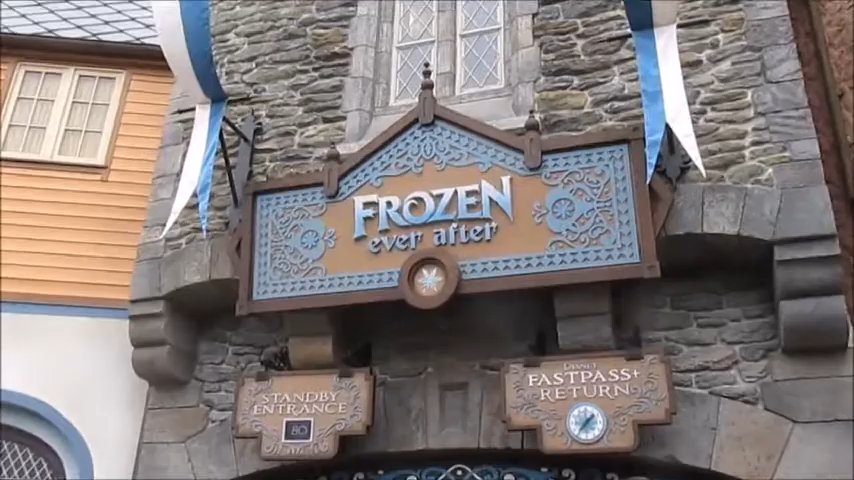 FROZEN
ever after
STANDBY
ENTRANCE
80
Disney
FASTPASS+
RETURN